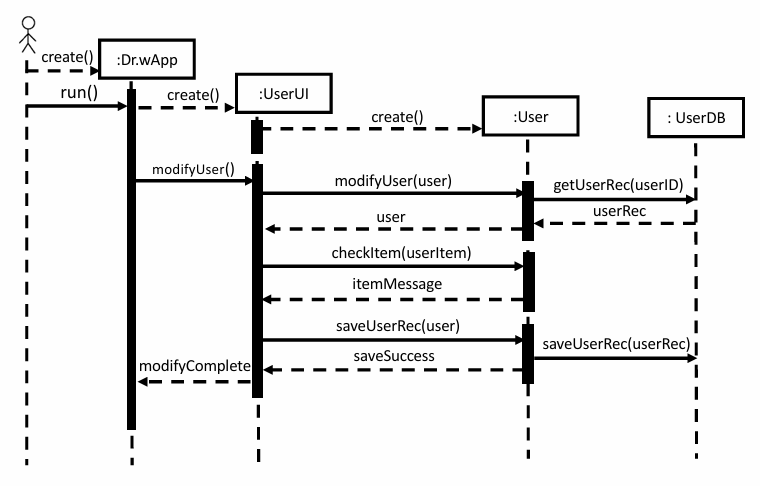 create()
:Dr.wApp
run()
create()
:UserUI
create()
:User
: UserDB
modifyUser()
modifyUser(user)
getUserRec(userID)
user
userRec
checkItem(userItem)
itemMessage
saveUserRec(user)
saveUserRec(userRec)
saveSuccess
modifyComplete